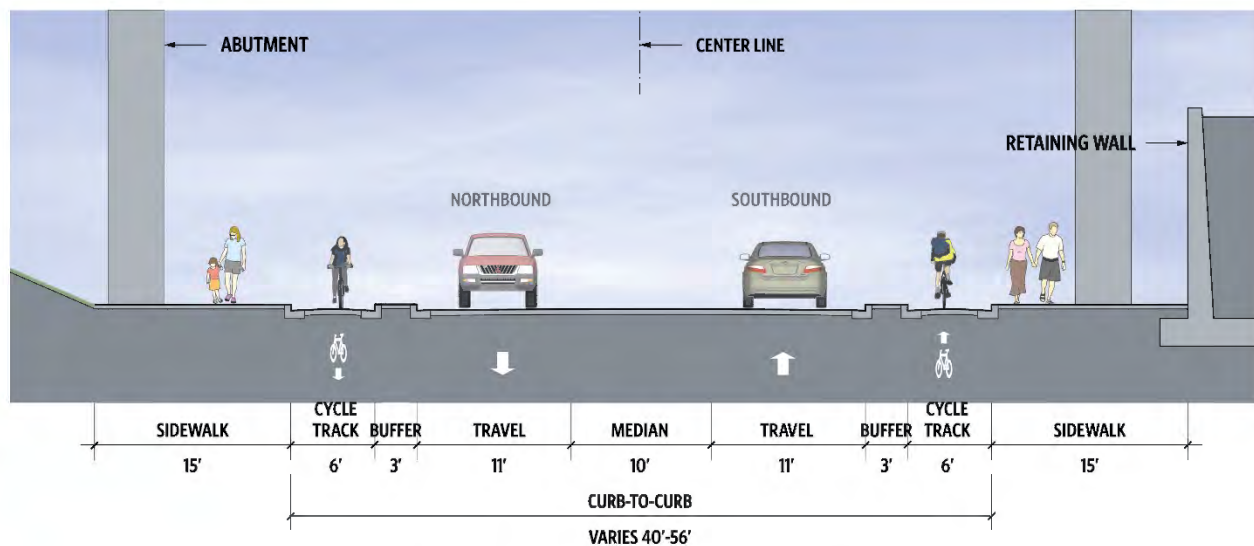 ABUTMENT
CENTER LINE
RETAINING WALL
NORTHBOUND
SOUTHBOUND
SIDEWALK
CYCLE
TRACK
BUFFER
TRAVEL
MEDIAN
TRAVEL
BUFFER
CYCLE
TRACK
SIDEWALK
15'
6'
3'
11'
10'
11'
3'
6'
15'
CURB-TO-CURB
VARIES 40'-56'